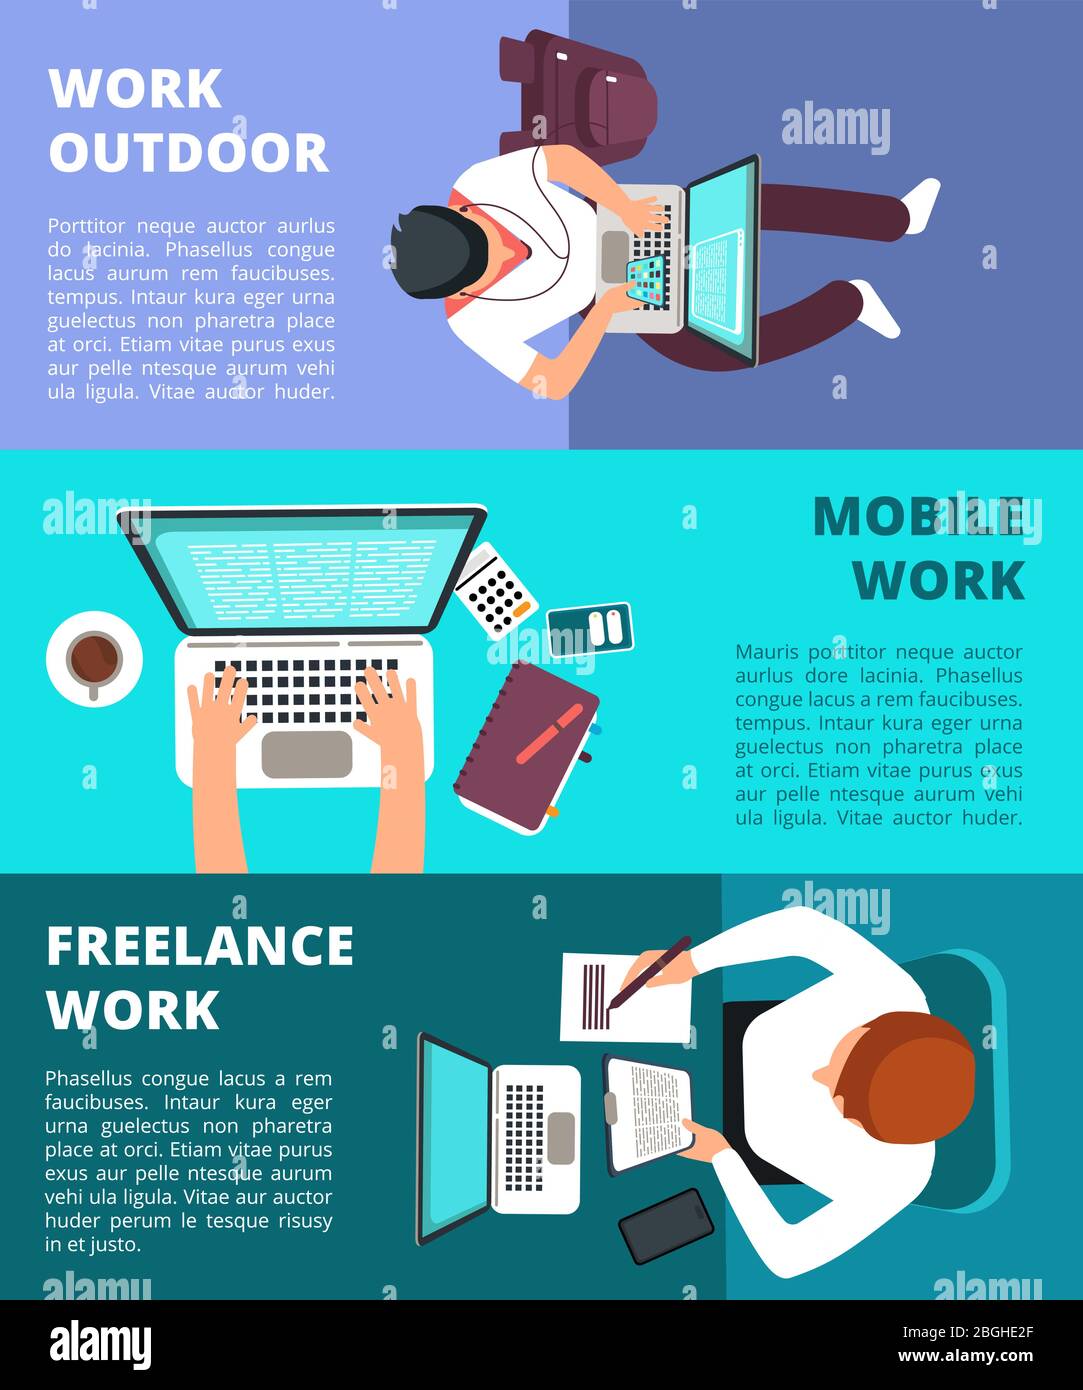 WORK
OUTDOOR
Porttitor neque auctor aurlus
do lacinia. Phasellus congue
lacus aurum rem faucibuses.
tempus. Intaur kura eger urna
guelectus non pharetra place
at orci. Etiam vitae purus exus
aur pelle ntesque aurum vehi
ula ligula. Vitae auctor huder.
MOBILE
WORK
Mauris porttitor neque auctor
aurlus dore lacinia. Phasellus
congue lacus a rem faucibuses.
tempus. Intaur kura eger urna
guelectus non pharetra place
at orci. Etiam vitae purus exus
aur pelle ntesque aurum vehi
ula ligula. Vitae auctor huder.
FREELANCE
WORK
Phasellus congue lacus a rem
faucibuses. Intaur kura eger
urna guelectus non pharetra
place at orci. Etiam vitae purus
exus aur pelle ntesque aurum
vehi ula ligula. Vitae aur auctor
huder perum le tesque risusy
in et justo.
alamy
Image ID: 2BGHE2F
www.alamy.com